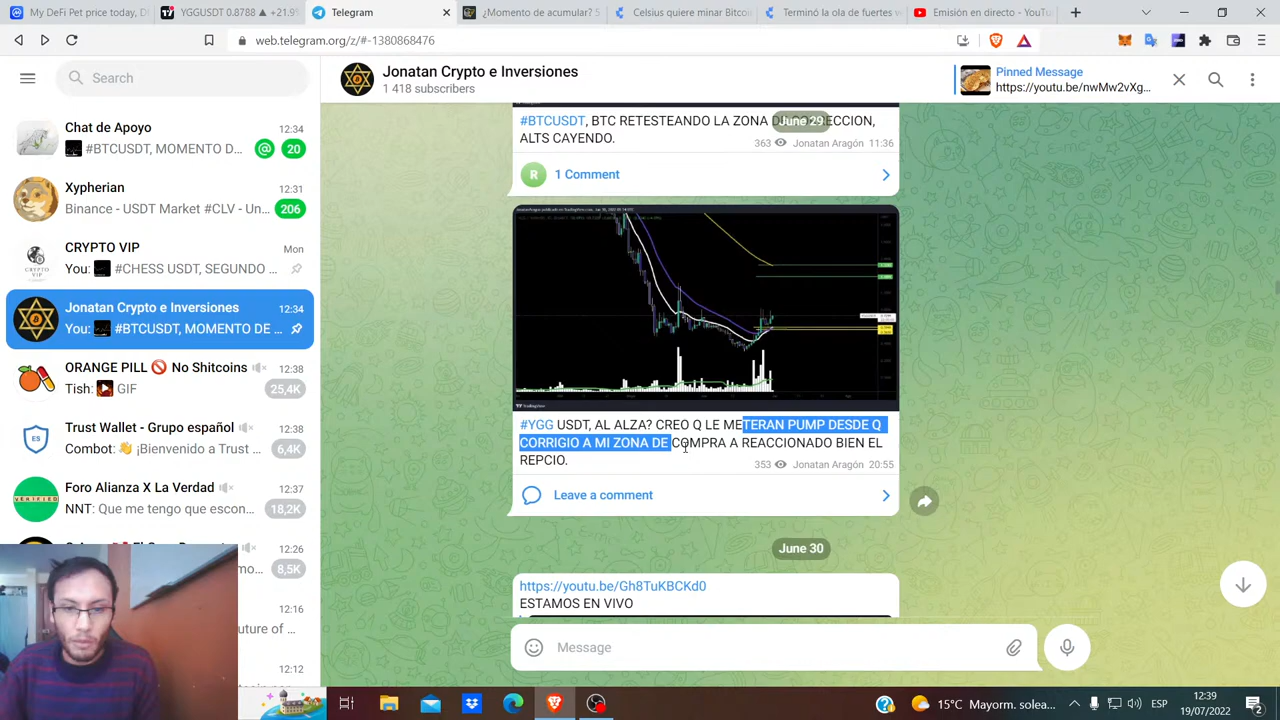 My DeFi Pet price today, D
YGGUSDT 0.8788 ▲ +21.9
Telegram
¿Momento de acumular? 5
Celsius quiere minar Bitcoin
Terminó la ola de fuertes v
Emisión en directo - YouTu
web.telegram.org/z/#-1380868476
Search
Jonatan Crypto e Inversiones
1 418 subscribers
Pinned Message
https://youtu.be/nwMw2vXg...
Chat de Apoyo
12:34
#BTCUSDT, MOMENTO D...
@
20
Xypherian
12:31
Binance - USDT Market #CLV - Un...
206
CRYPTO VIP
Mon
You: #CHESS USDT, SEGUNDO ...
Jonatan Crypto e Inversiones
12:34
You: #BTCUSDT, MOMENTO DE ...
ORANGE PILL 🚫 No Shitcoins
12:38
Tish: GIF
25,4K
Trust Wallet - Grupo español
12:38
Combot: 👋 ¡Bienvenido a Trust ...
6,4K
Foro Alianza X La Verdad
12:37
NNT: Que me tengo que escon...
18,2K
12:26
mo...
8,5K
12:16
uture of ...
12:12
June 29
#BTCUSDT, BTC RETESTEANDO LA ZONA
ALTS CAYENDO.
363 Jonatan Aragón 11:36
R
1 Comment
#YGG USDT, AL ALZA? CREO Q LE METERAN PUMP DESDE Q
CORRIGIO A MI ZONA DE COMPRA A REACCIONADO BIEN EL
REPCIO.
353 Jonatan Aragón 20:55
Leave a comment
June 30
https://youtu.be/Gh8TuKBCKd0
ESTAMOS EN VIVO
Message
15°C Mayorm. solea...
ESP
12:39
19/07/2022